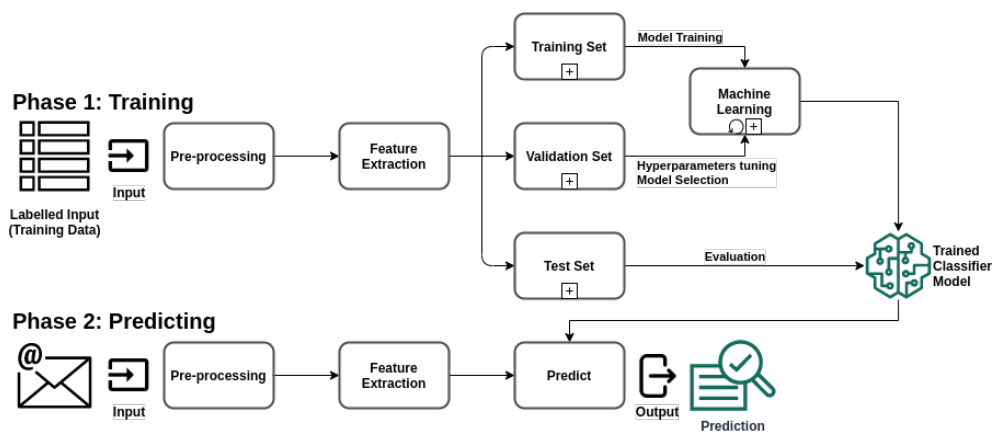 Phase 1: Training
Labelled Input
(Training Data)
Input
Pre-processing
Feature
Extraction
Training Set
Validation Set
Test Set
Model Training
Hyperparameters tuning
Model Selection
Evaluation
Machine
Learning
Trained
Classifier
Model
Phase 2: Predicting
@
Input
Pre-processing
Feature
Extraction
Predict
Output
Prediction